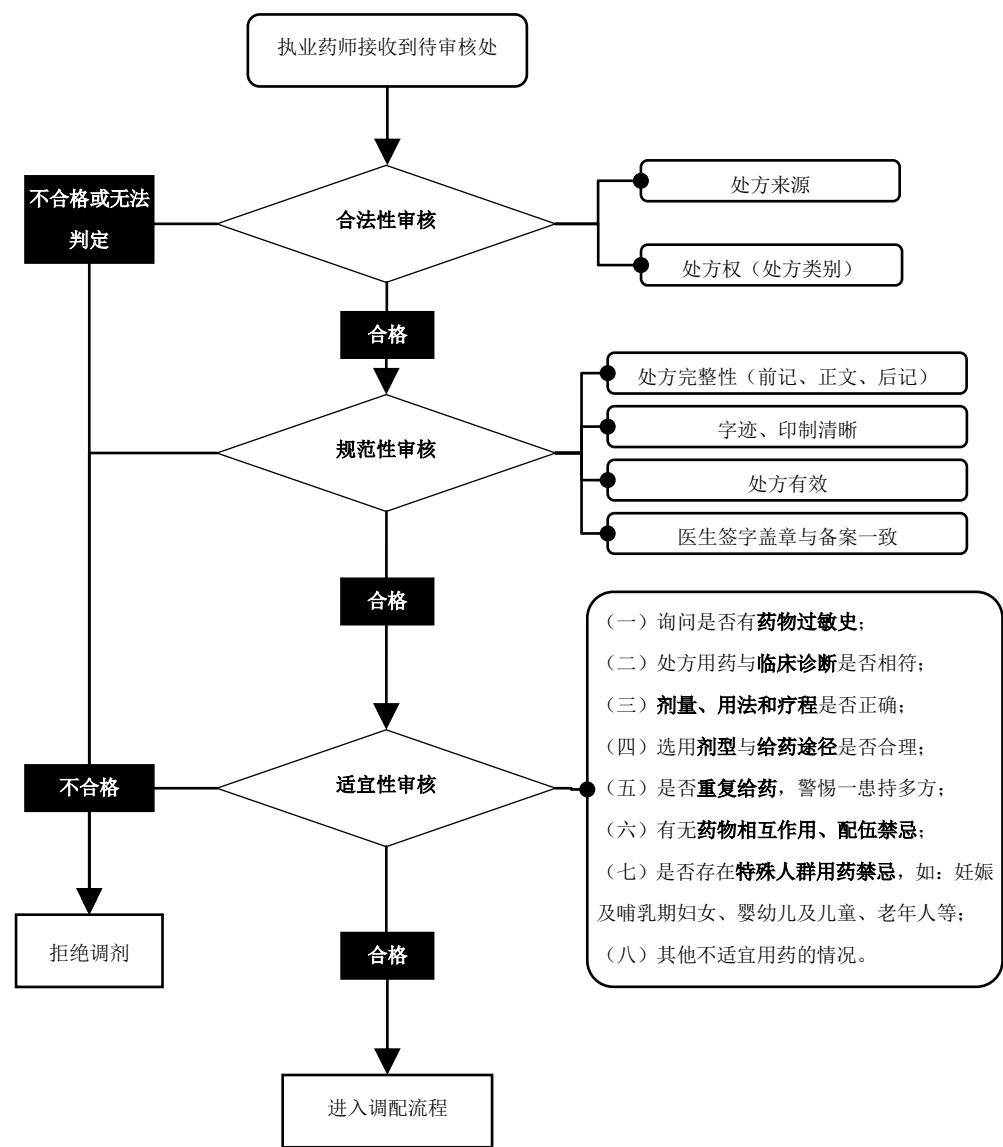 执业药师接收到待审核处
不合格或无法
判定
合法性审核
处方来源
处方权（处方类别）
合格
处方完整性（前记、正文、后记）
字迹、印制清晰
规范性审核
处方有效
医生签字盖章与备案一致
合格
（一）询问是否有药物过敏史；
（二）处方用药与临床诊断是否相符；
（三）剂量、用法和疗程是否正确；
（四）选用剂型与给药途径是否合理；
（五）是否重复给药，警惕一患持多方；
（六）有无药物相互作用、配伍禁忌；
（七）是否存在特殊人群用药禁忌，如：妊娠
及哺乳期妇女、婴幼儿及儿童、老年人等；
（八）其他不适宜用药的情况。
不合格
适宜性审核
拒绝调剂
合格
进入调配流程